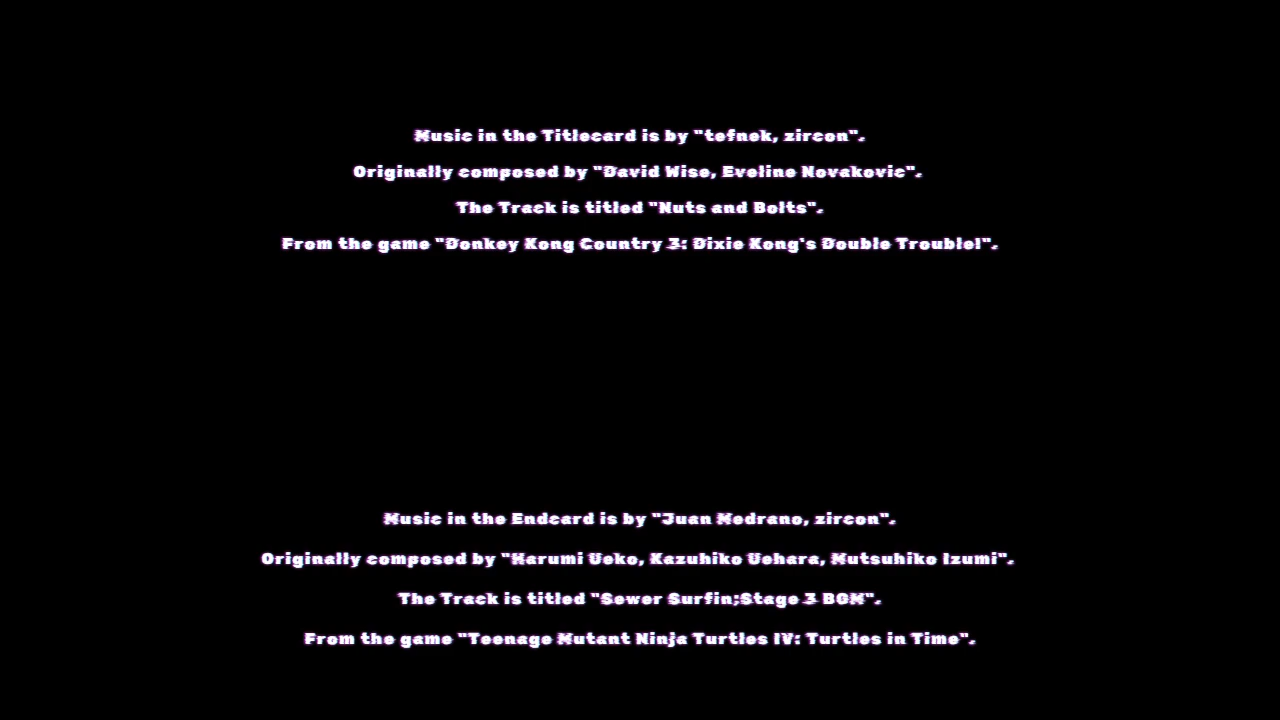 Music in the Titlecard is by "tefnek, zircon".
Originally composed by "David Wise, Eveline Novakovic".
The Track is titled "Nuts and Bolts".
From the game "Donkey Kong Country 3: Dixie Kong's Double Trouble!".
Music in the Endcard is by "Juan Medrano, zircon".
Originally composed by "Harumi Ueko, Kazuhiko Uehara, Mutsuhiko Izumi".
The Track is titled "Sewer Surfin;Stage 3 BGM".
From the game "Teenage Mutant Ninja Turtles IV: Turtles in Time".